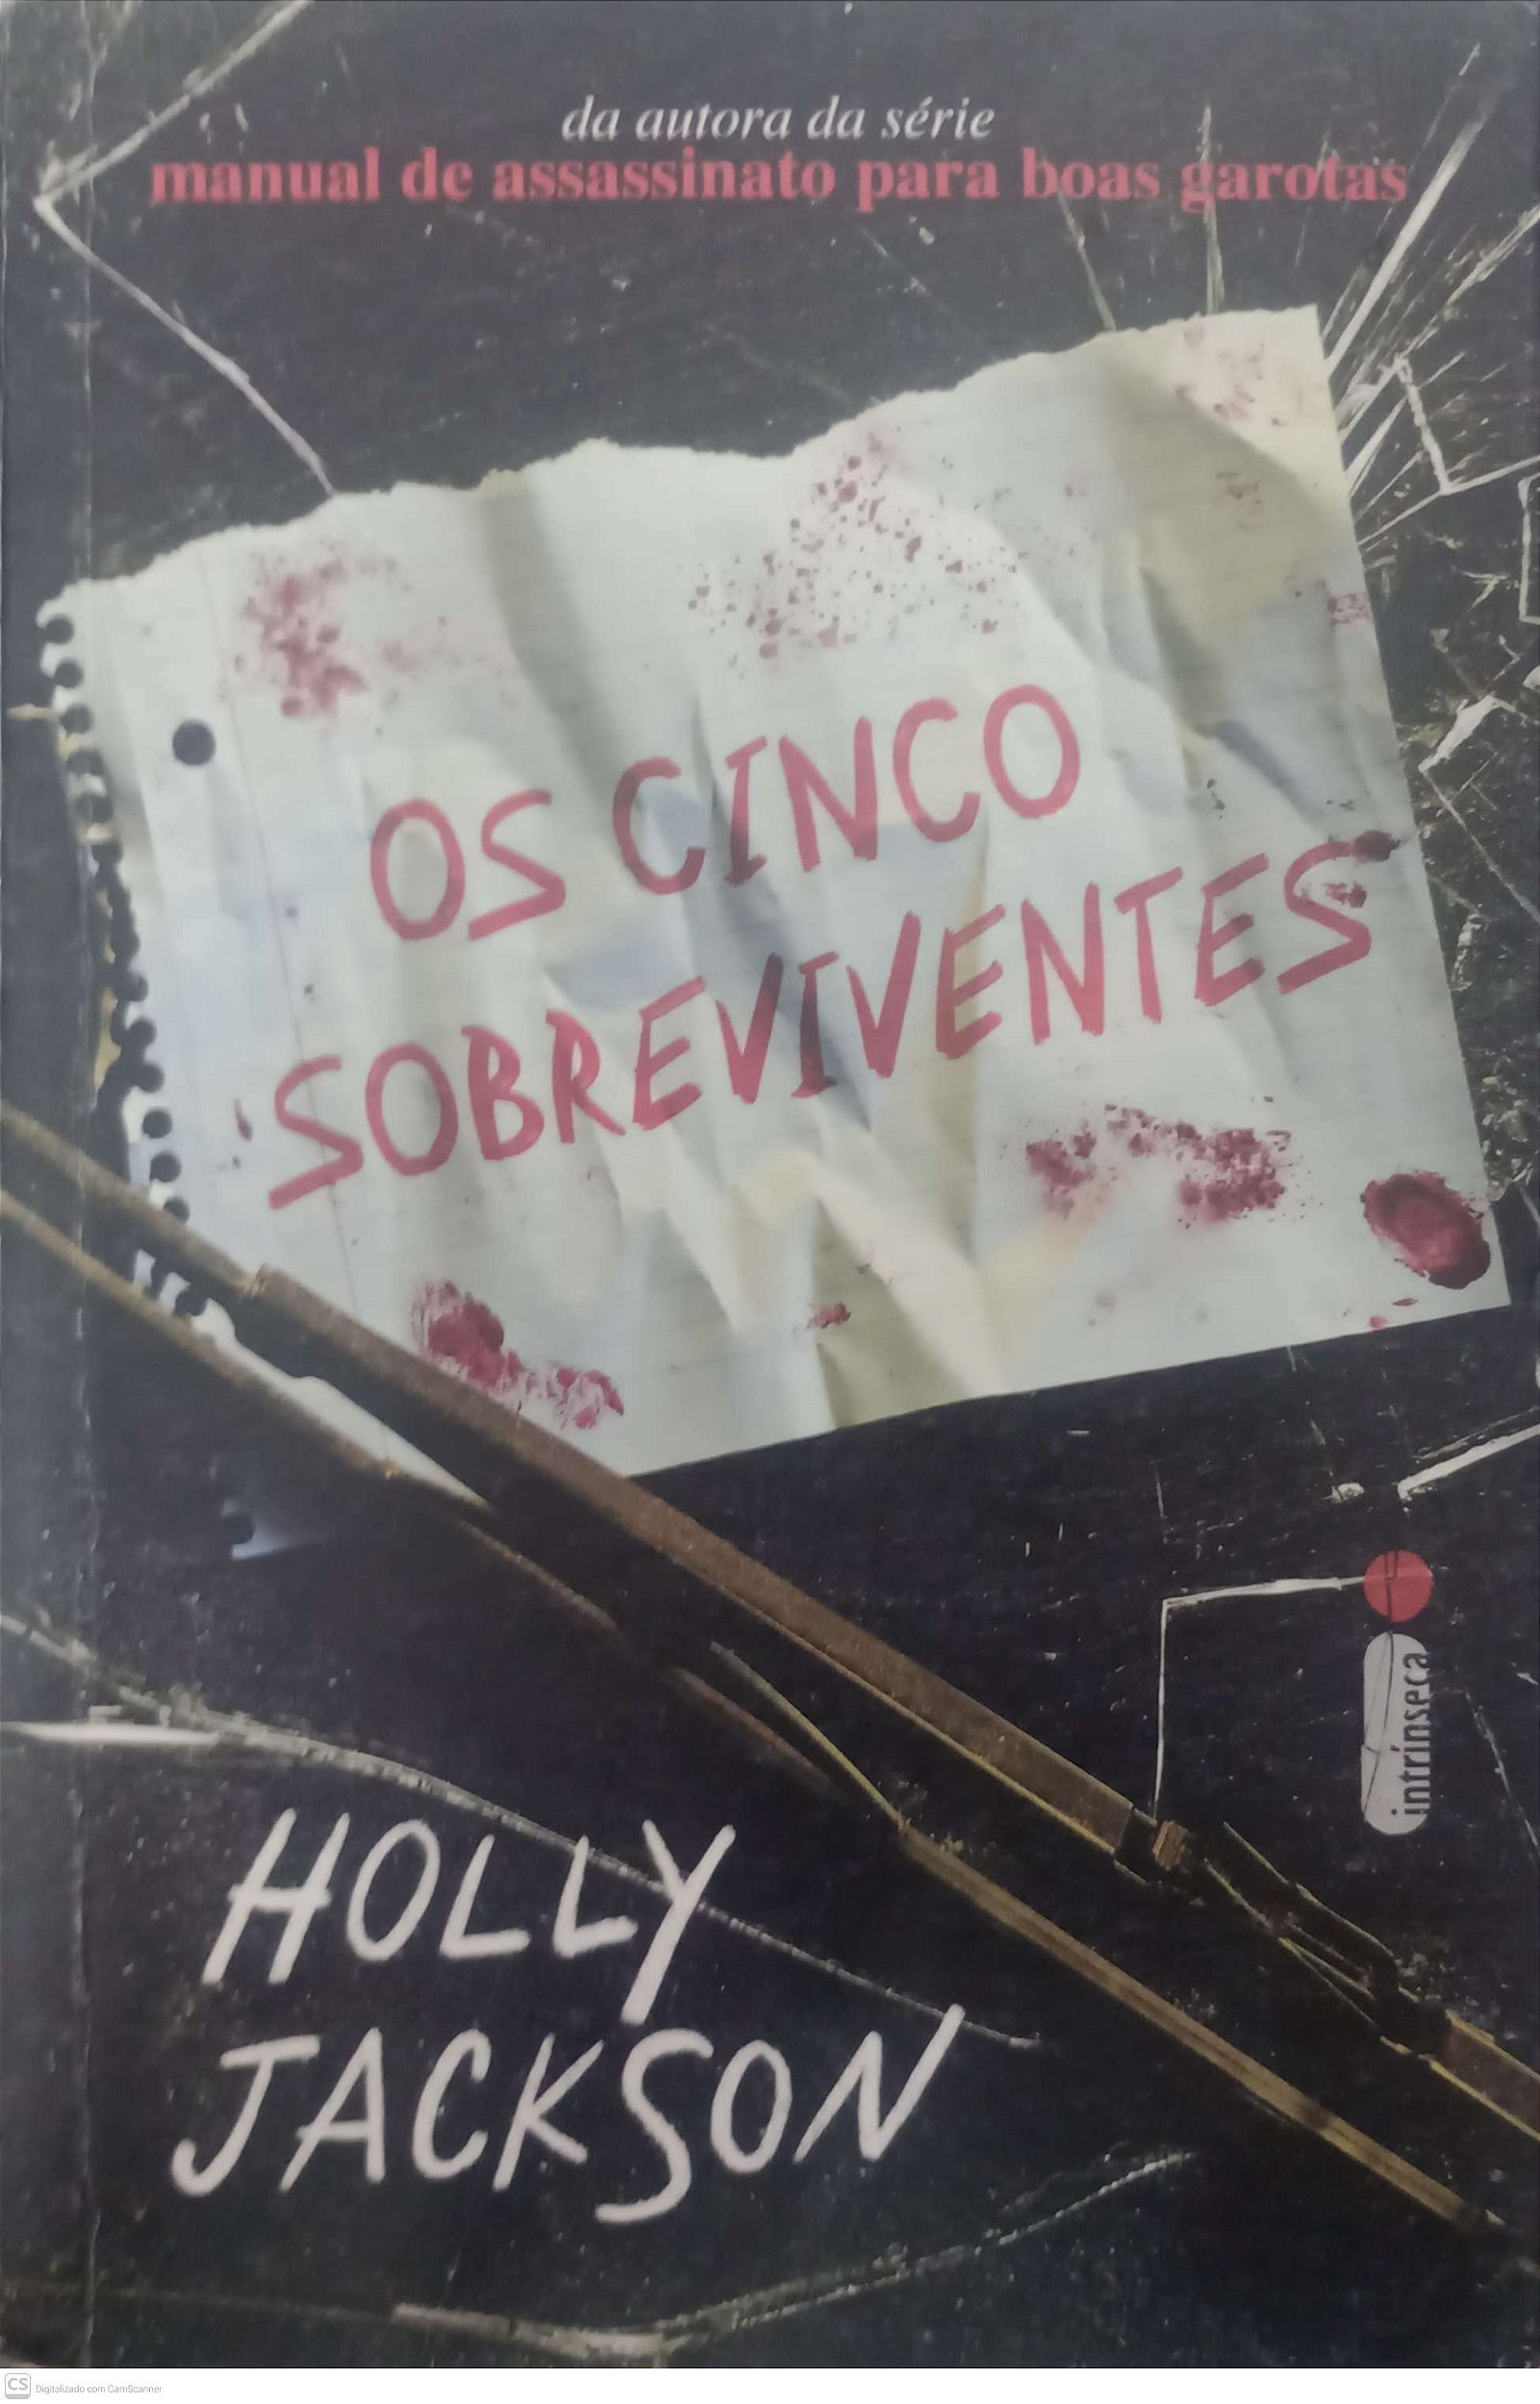 da autora da série
manual de assassinato para boas garotas
OS CINCO
SOBREVIVENTES
intrínseca
HOLLY
JACKSON
CS Digitalizado com CamScanner